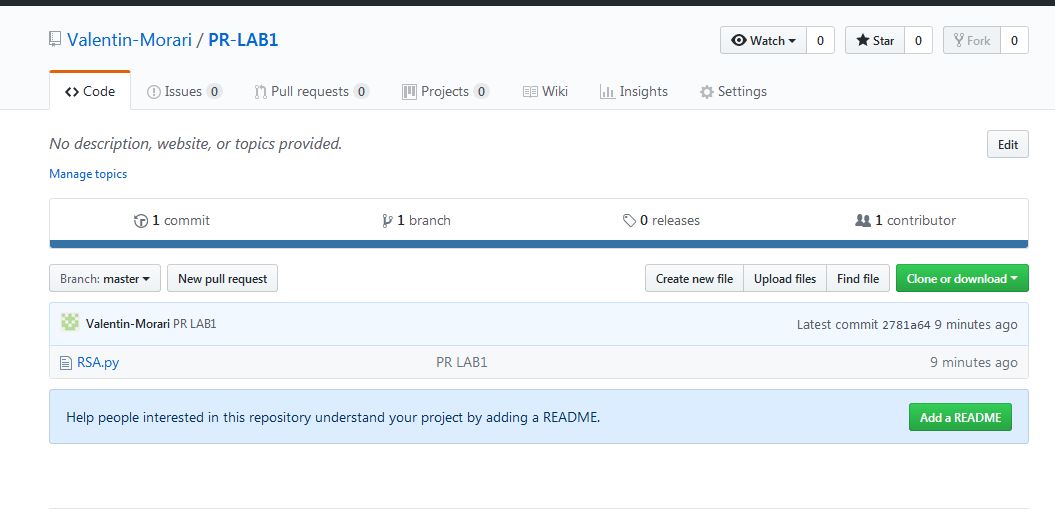 Valentin-Morari / PR-LAB1
Watch 0 Star 0 Fork 0
Code Issues 0 Pull requests 0 Projects 0 Wiki Insights Settings
No description, website, or topics provided.
Edit
Manage topics
1 commit 1 branch 0 releases 1 contributor
Branch: master New pull request Create new file Upload files Find file Clone or download
Valentin-Morari PR LAB1 Latest commit 2781a64 9 minutes ago
RSA.py PR LAB1 9 minutes ago
Help people interested in this repository understand your project by adding a README. Add a README